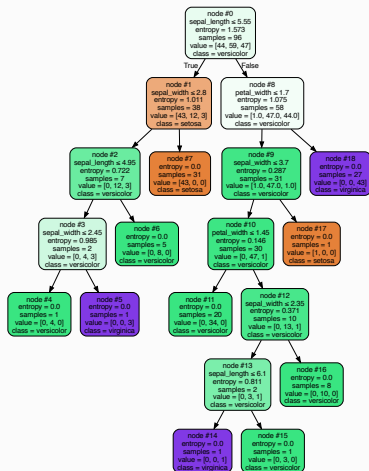 node #0
sepal_length ≤ 5.55
entropy = 1.573
samples = 96
value = [44, 59, 47]
class = versicolor
True
False
node #1
sepal_width ≤ 2.8
entropy = 1.011
samples = 38
value = [43, 12, 3]
class = setosa
node #8
petal_width ≤ 1.7
entropy = 1.075
samples = 58
value = [1.0, 47.0, 44.0]
class = versicolor
node #2
sepal_length ≤ 4.95
entropy = 0.722
samples = 7
value = [0, 12, 3]
class = versicolor
node #7
entropy = 0.0
samples = 31
value = [43, 0, 0]
class = setosa
node #9
sepal_width ≤ 3.7
entropy = 0.287
samples = 31
value = [1.0, 47.0, 1.0]
class = versicolor
node #18
entropy = 0.0
samples = 27
value = [0, 0, 43]
class = virginica
node #3
sepal_width ≤ 2.45
entropy = 0.985
samples = 2
value = [0, 4, 3]
class = versicolor
node #6
entropy = 0.0
samples = 5
value = [0, 8, 0]
class = versicolor
node #10
petal_width ≤ 1.45
entropy = 0.146
samples = 30
value = [0, 47, 1]
class = versicolor
node #17
entropy = 0.0
samples = 1
value = [1, 0, 0]
class = setosa
node #4
entropy = 0.0
samples = 1
value = [0, 4, 0]
class = versicolor
node #5
entropy = 0.0
samples = 1
value = [0, 0, 3]
class = virginica
node #11
entropy = 0.0
samples = 20
value = [0, 34, 0]
class = versicolor
node #12
sepal_width ≤ 2.35
entropy = 0.371
samples = 10
value = [0, 13, 1]
class = versicolor
node #13
sepal_length ≤ 6.1
entropy = 0.811
samples = 2
value = [0, 3, 1]
class = versicolor
node #16
entropy = 0.0
samples = 8
value = [0, 10, 0]
class = versicolor
node #14
entropy = 0.0
samples = 1
value = [0, 0, 1]
class = virginica
node #15
entropy = 0.0
samples = 1
value = [0, 3, 0]
class = versicolor